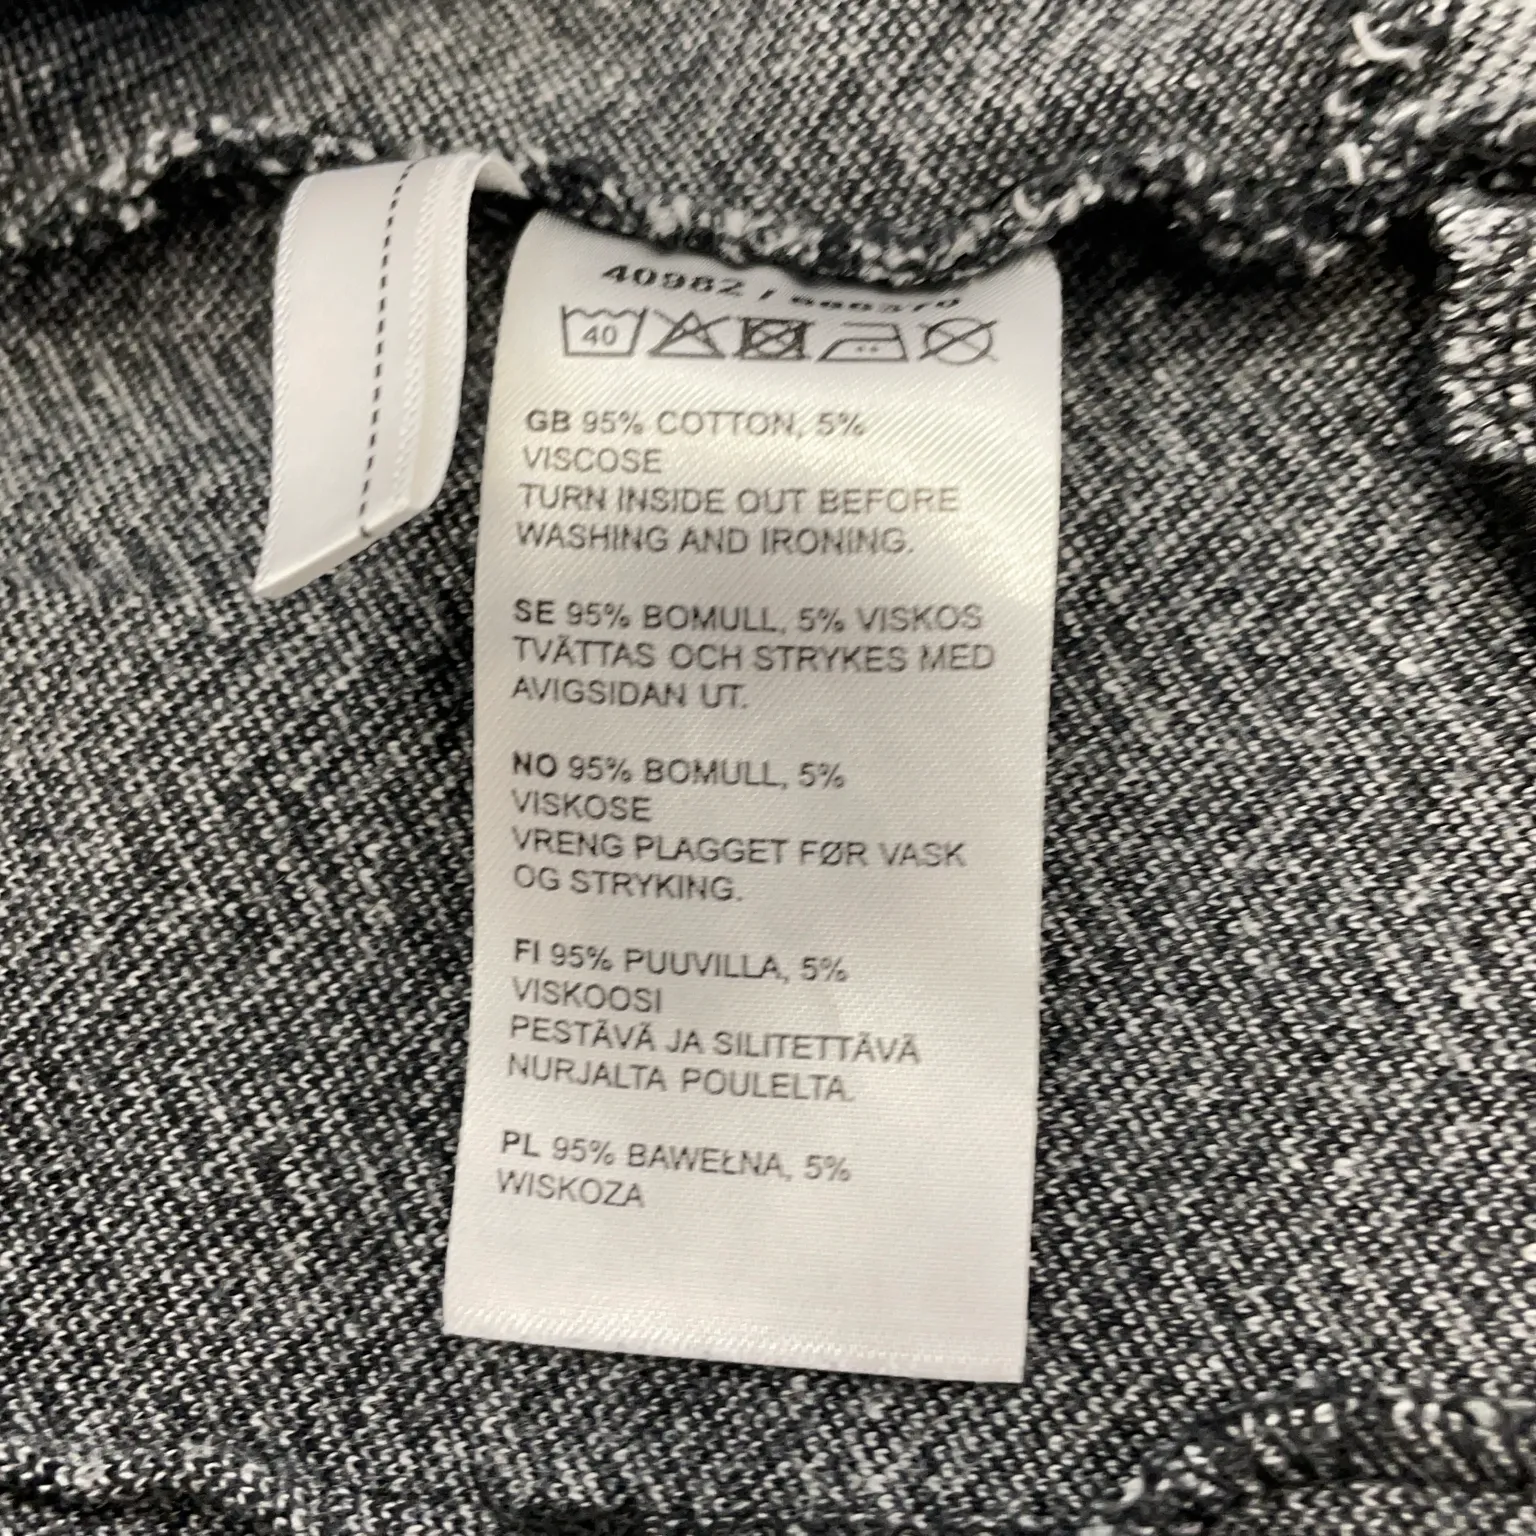 40982 /
40
GB 95% COTTON, 5%
VISCOSE
TURN INSIDE OUT BEFORE
WASHING AND IRONING.
SE 95% BOMULL, 5% VISKOS
TVÄTTAS OCH STRYKES MED
AVIGSIDAN UT.
NO 95% BOMULL, 5%
VISKOSE
VRENG PLAGGET FØR VASK
OG STRYKING.
FI 95% PUUVILLA, 5%
VISKOOSI
PESTÄVÄ JA SILITETTÄVÄ
NURJALTA POULELTA.
PL 95% BAWEŁNA, 5%
WISKOZA